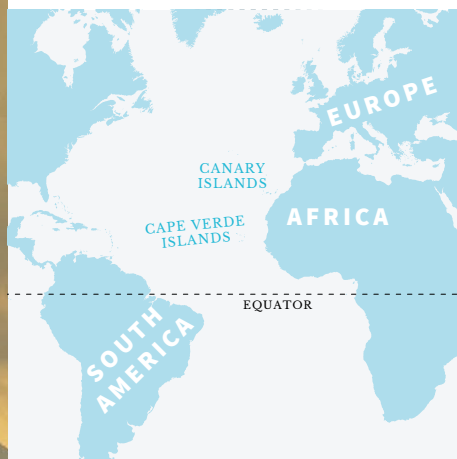 EUROPE
CANARY
ISLANDS
AFRICA
CAPE VERDE
ISLANDS
EQUATOR
SOUTH
AMERICA